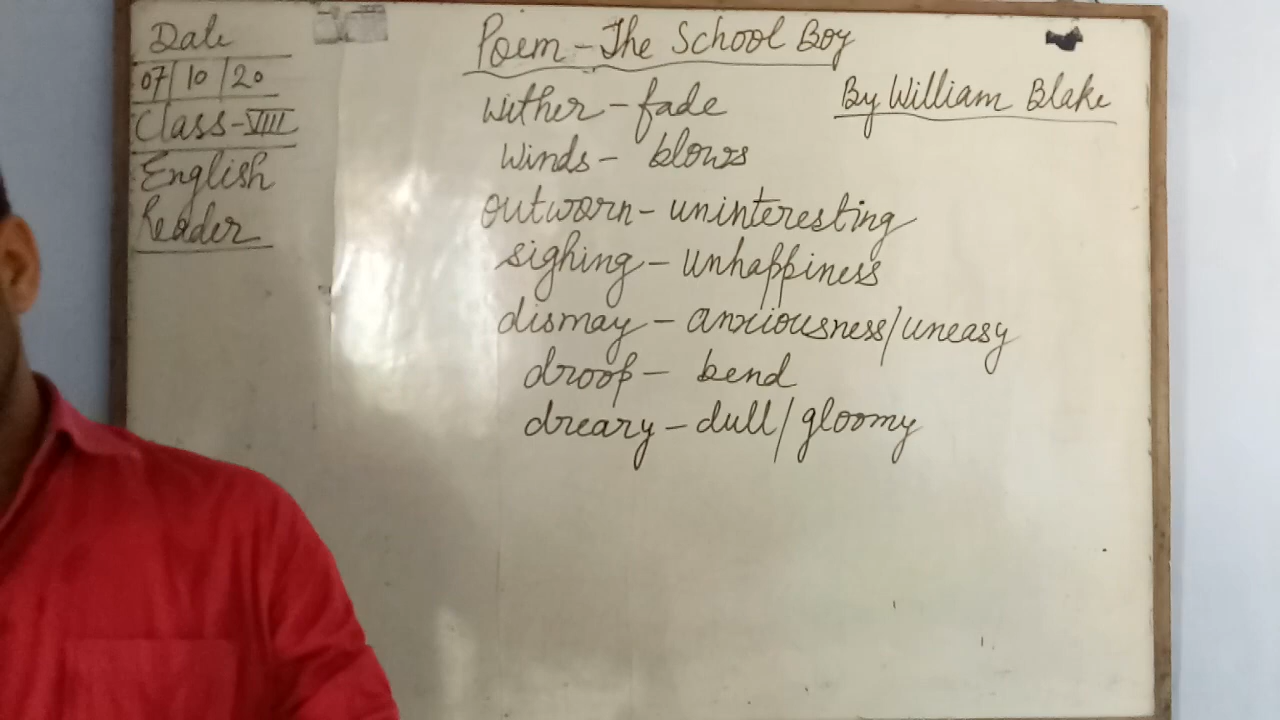 Date
07/10/20
Class-VIII
English
Reader
Poem - The School Boy
By William Blake
wither - fade
winds - blows
outworn - uninteresting
sighing - unhappiness
dismay - anxiousness/uneasy
droop - bend
dreary - dull/gloomy